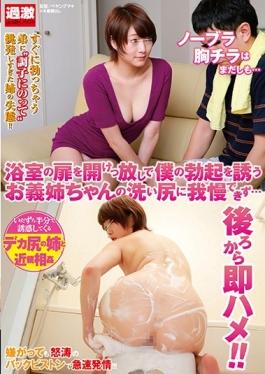 過激
"すぐに勃っちゃう
弟に"調子にのって"
挑発しすぎた姉の失態!!
ノーブラ
胸チラは
まだしも…
浴室の扉を開けっ放しで僕の勃起を誘う
お義姉ちゃんの洗い尻に我慢できず…
後ろから即ハメ!!
いたずら半分で
誘惑してくる
デカ尻の姉と
近親相姦
嫌がっても怒涛の
バックピストンで急速発情!!